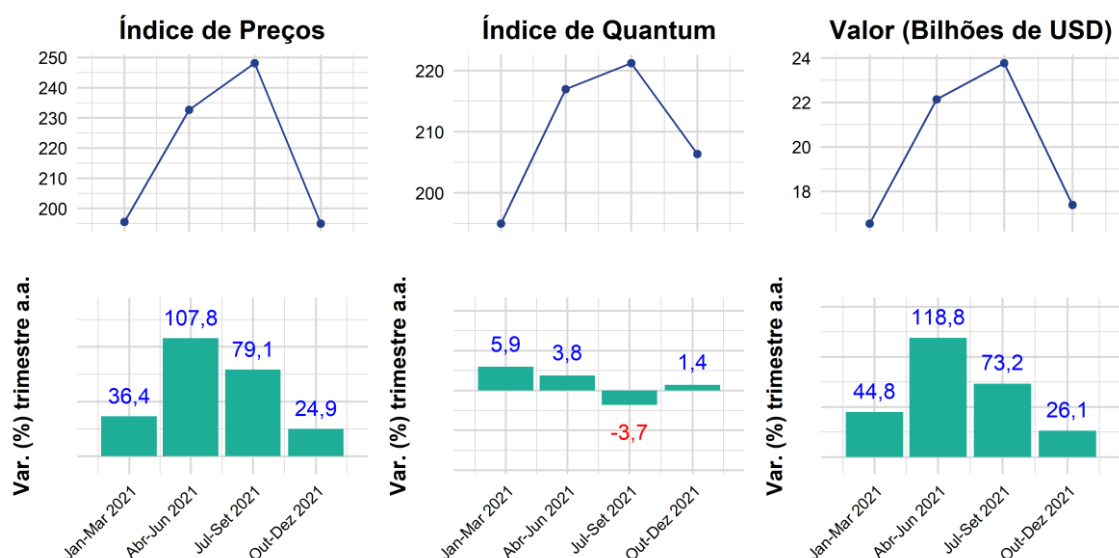 Índice de Preços
250
240
230
220
210
200
Índice de Quantum
220
210
200
Valor (Bilhões de USD)
24
22
20
18
Var. (%) trimestre a.a.
36,4
107,8
79,1
24,9
Jan-Mar 2021
Abr-Jun 2021
Jul-Set 2021
Out-Dez 2021
Var. (%) trimestre a.a.
5,9
3,8
-3,7
1,4
Jan-Mar 2021
Abr-Jun 2021
Jul-Set 2021
Out-Dez 2021
Var. (%) trimestre a.a.
44,8
118,8
73,2
26,1
Jan-Mar 2021
Abr-Jun 2021
Jul-Set 2021
Out-Dez 2021